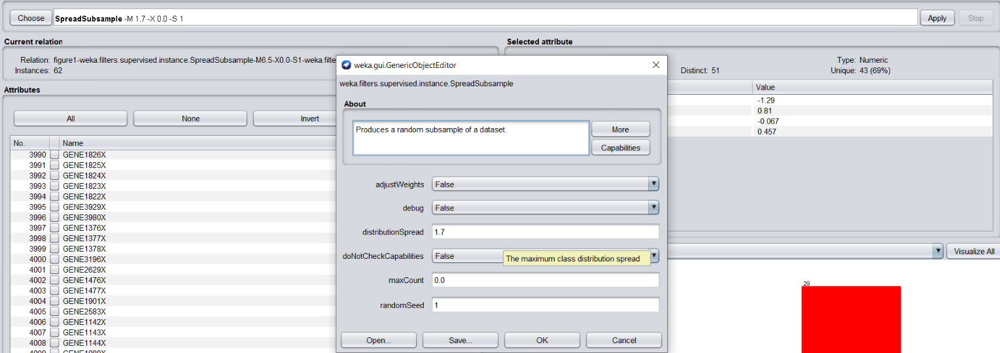 Choose
SpreadSubsample -M 1.7 -X 0.0 -S 1
Apply
Stop
Current relation
Relation: figure1-weka.filters.supervised.instance.SpreadSubsample-M6.5-X0.0-S1-weka.filte
Instances: 62
Attributes
All
None
Invert
No.
Name
3990 GENE1826X
3991 GENE1825X
3992 GENE1824X
3993 GENE1823X
3994 GENE1822X
3995 GENE3929X
3996 GENE3980X
3997 GENE1376X
3998 GENE1377X
3999 GENE1378X
4000 GENE3196X
4001 GENE2629X
4002 GENE1476X
4003 GENE1477X
4004 GENE1901X
4005 GENE2583X
4006 GENE1142X
4007 GENE1143X
4008 GENE1144X
4009 GENE1089X
weka.gui.GenericObjectEditor
weka.filters.supervised.instance.SpreadSubsample
About
Produces a random subsample of a dataset.
More
Capabilities
adjustWeights False
debug False
distributionSpread 1.7
doNotCheckCapabilities False
The maximum class distribution spread
maxCount 0.0
randomSeed 1
Open...
Save...
OK
Cancel
Selected attribute
Type: Numeric
Distinct: 51
Unique: 43 (69%)
Value
-1.29
0.81
-0.067
0.457
Visualize All
29